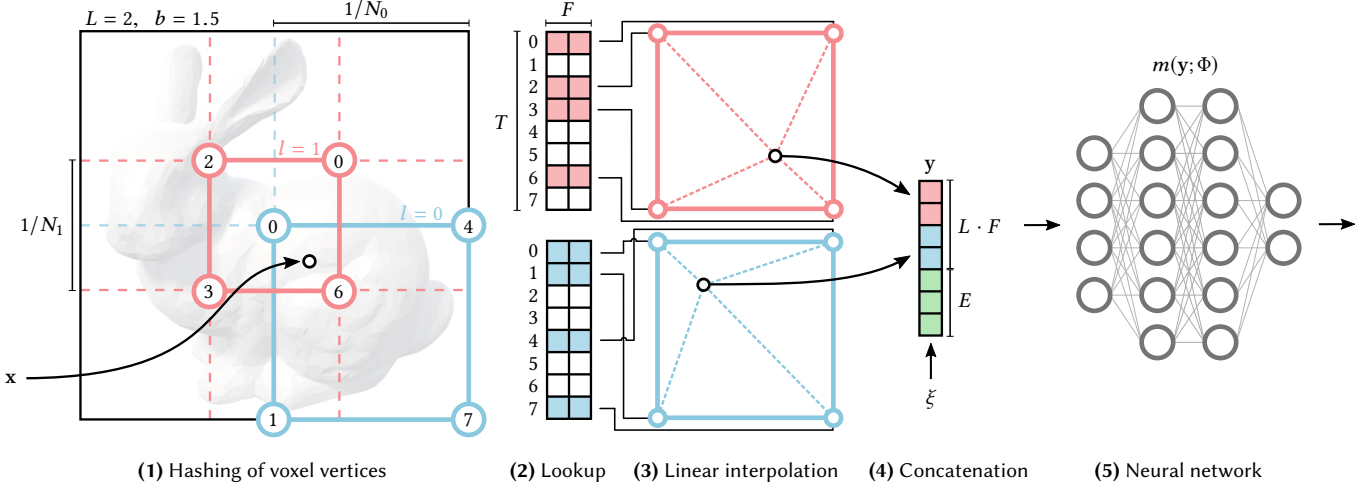 L = 2, b = 1.5
1/N₀
F
m(y; Φ)
0
1
2
3
4
5
6
7
T
l = 1
2
0
1/N₁
l = 0
0
4
3
6
x
1
7
0
1
2
3
4
5
6
7
y
L · F
E
ξ
(1) Hashing of voxel vertices
(2) Lookup
(3) Linear interpolation
(4) Concatenation
(5) Neural network